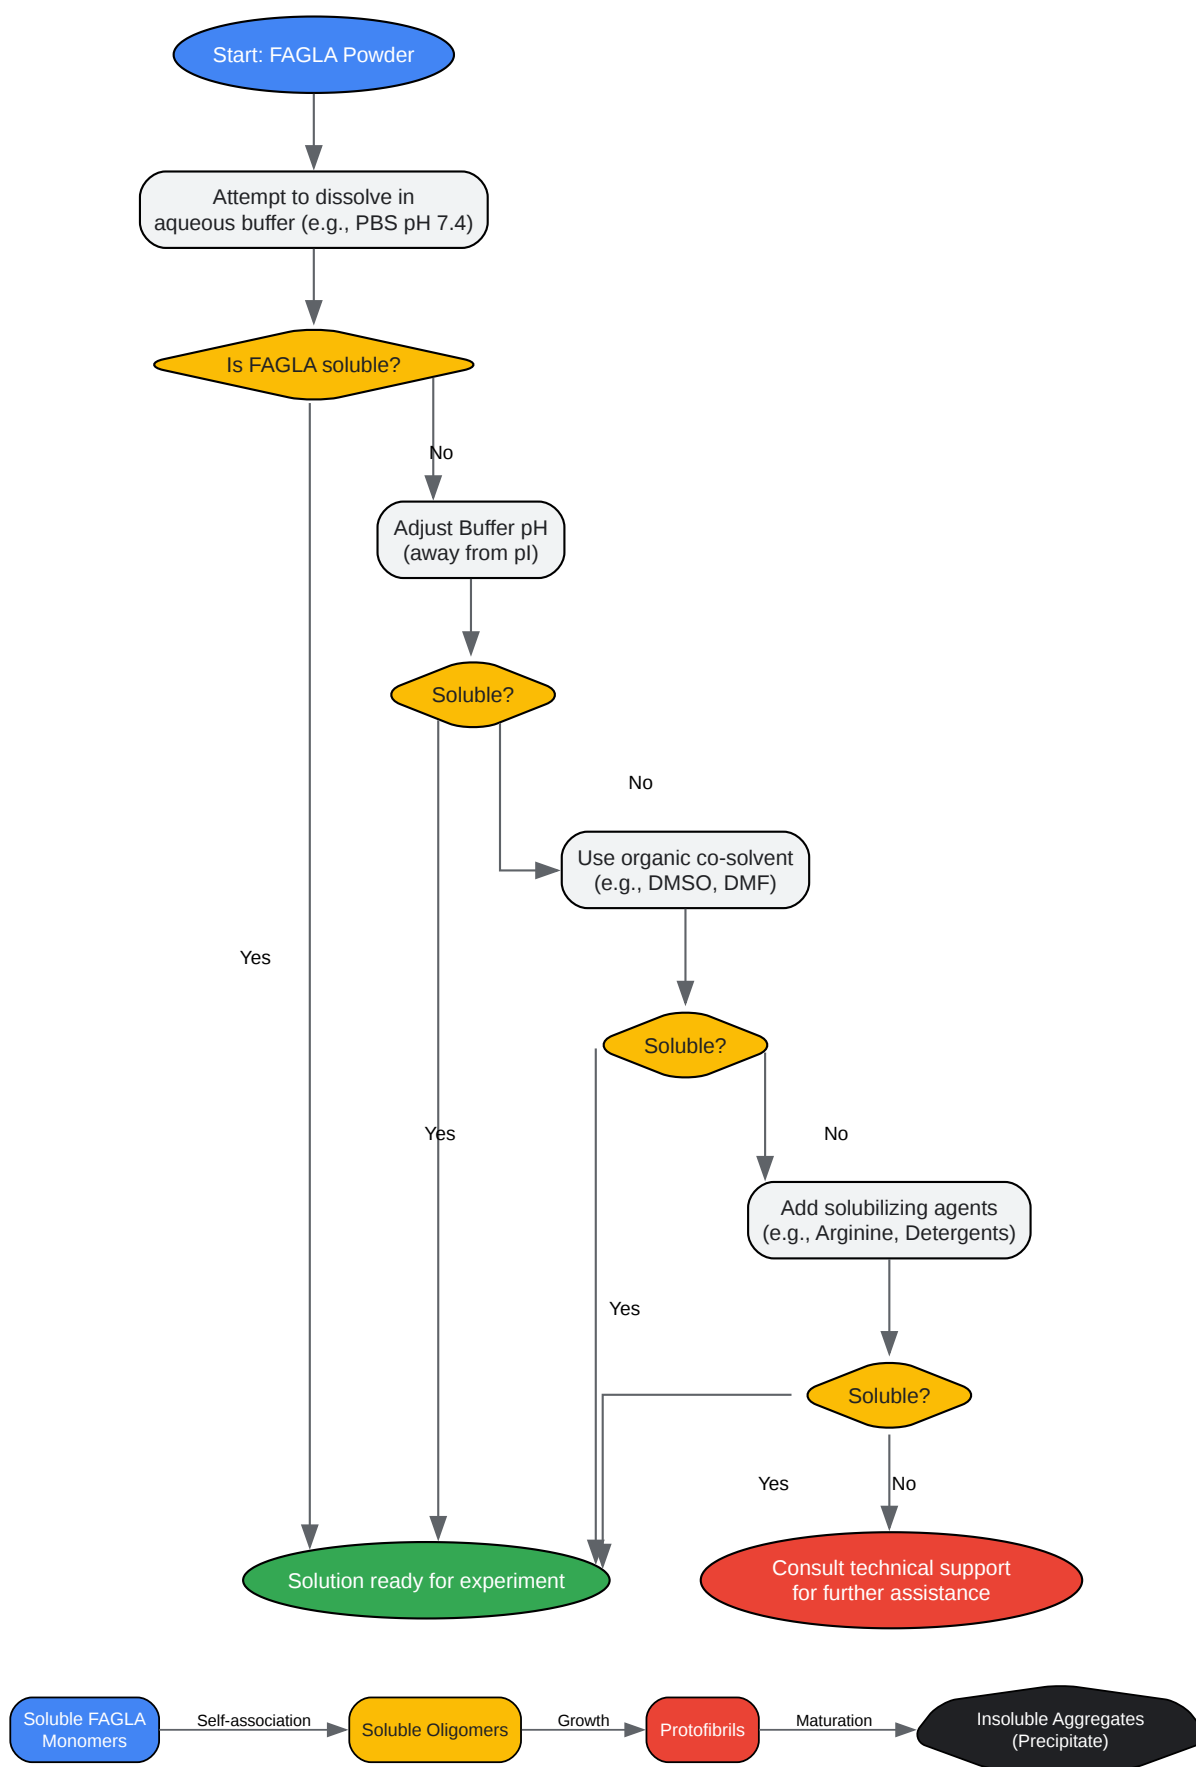 Start: FAGLA Powder
Attempt to dissolve in
aqueous buffer (e.g., PBS pH 7.4)
Is FAGLA soluble?
No
Adjust Buffer pH
(away from pI)
Soluble?
No
Use organic co-solvent
(e.g., DMSO, DMF)
Yes
Soluble?
Yes
No
Add solubilizing agents
(e.g., Arginine, Detergents)
Yes
Soluble?
Yes
No
Solution ready for experiment
Consult technical support
for further assistance
Soluble FAGLA
Monomers
Self-association
Soluble Oligomers
Growth
Protofibrils
Maturation
Insoluble Aggregates
(Precipitate)